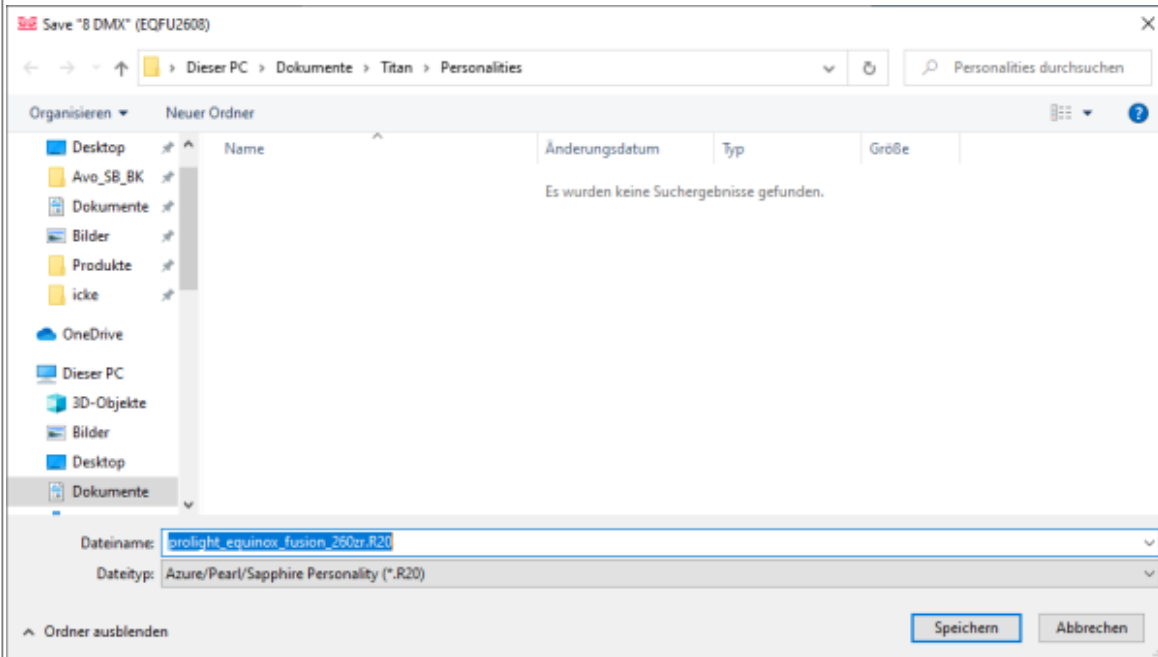 Save "8 DMX" (EQFU2608)
Dieser PC > Dokumente > Titan > Personalities
Personalities durchsuchen
Organisieren
Neuer Ordner
Name
Änderungsdatum
Typ
Größe
Es wurden keine Suchergebnisse gefunden.
Desktop
Avo_SB_BK
Dokumente
Bilder
Produkte
icke
OneDrive
Dieser PC
3D-Objekte
Bilder
Desktop
Dokumente
Dateiname: prolight_equinox_fusion_260zr.R20
Dateityp: Azure/Pearl/Sapphire Personality (*.R20)
Ordner ausblenden
Speichern
Abbrechen